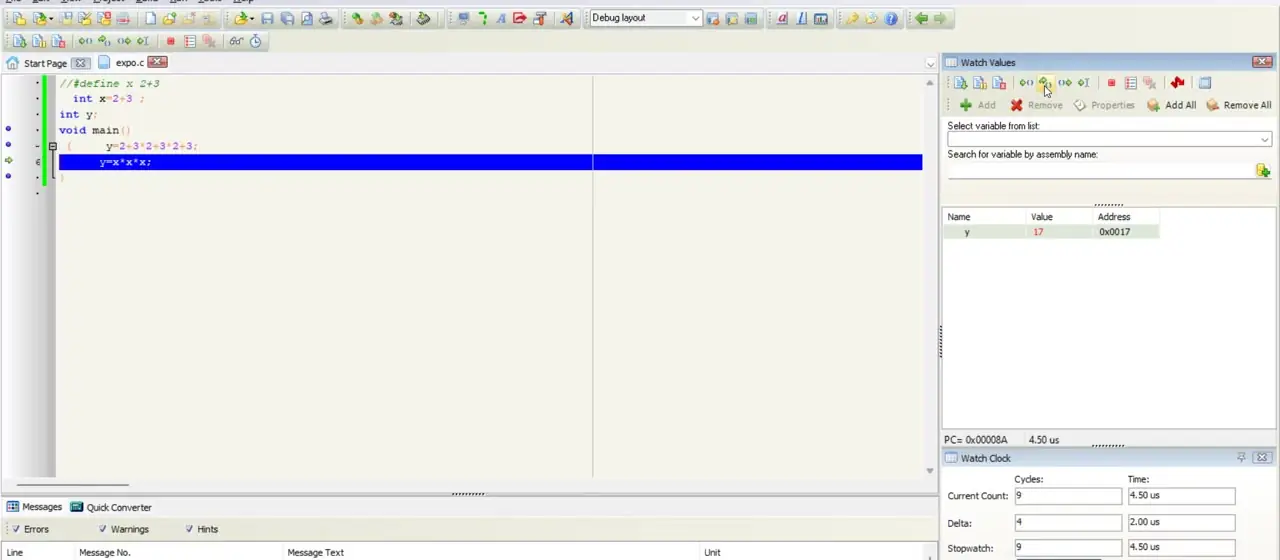 Debug layout
Start Page
expo.c
//#define x 2+3
int x=2+3 ;
int y;
void main()
{ y=2+3*2+3*2+3;
y=x*x*x;
}
Watch Values
Add Remove Properties Add All Remove All
Select variable from list:
Search for variable by assembly name:
Name Value Address
y 17 0x0017
PC= 0x00008A 4.50 us
Watch Clock
Cycles: Time:
Current Count: 9 4.50 us
Delta: 4 2.00 us
Stopwatch: 9 4.50 us
Messages Quick Converter
Errors Warnings Hints
Line Message No. Message Text Unit